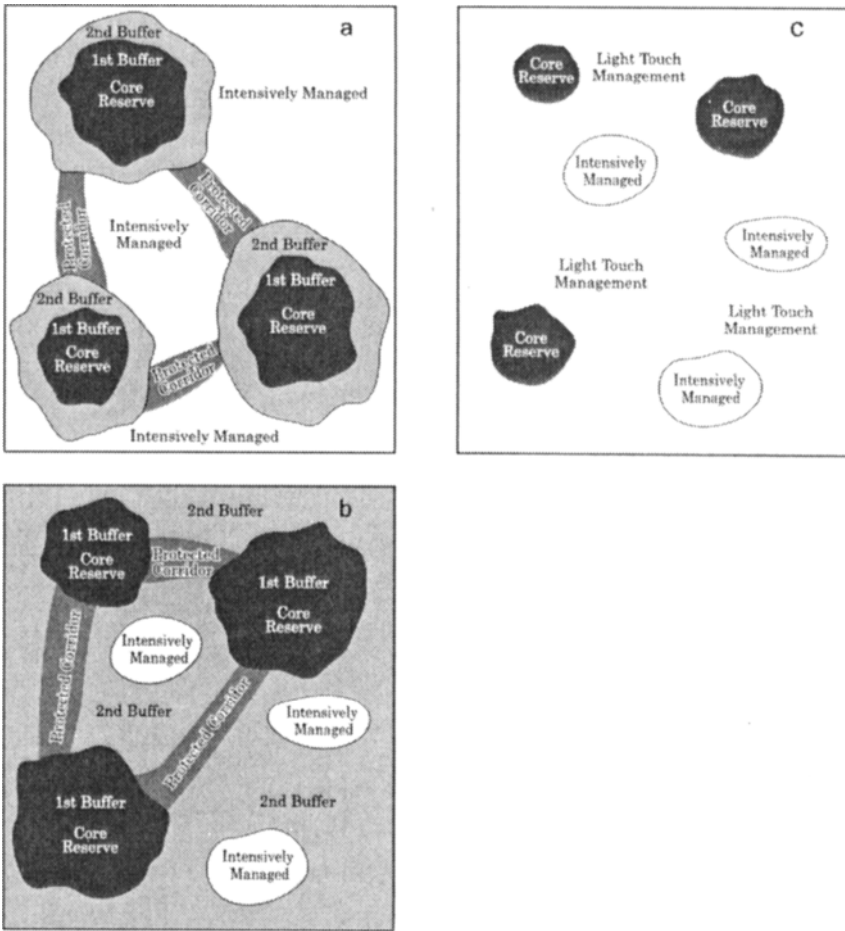 a
2nd Buffer
1st Buffer
Core
Reserve
Intensively Managed
Protected
Corridor
Protected
Corridor
Intensively
Managed
2nd Buffer
1st Buffer
Core
Reserve
2nd Buffer
1st Buffer
Core
Reserve
Protected
Corridor
Intensively Managed
c
Core
Reserve
Light Touch
Management
Core
Reserve
Intensively
Managed
Intensively
Managed
Light Touch
Management
Core
Reserve
Light Touch
Management
Intensively
Managed
b
2nd Buffer
1st Buffer
Core
Reserve
Protected
Corridor
1st Buffer
Core
Reserve
Protected Corridor
Intensively
Managed
2nd Buffer
Protected Corridor
Intensively
Managed
1st Buffer
Core
Reserve
2nd Buffer
Intensively
Managed